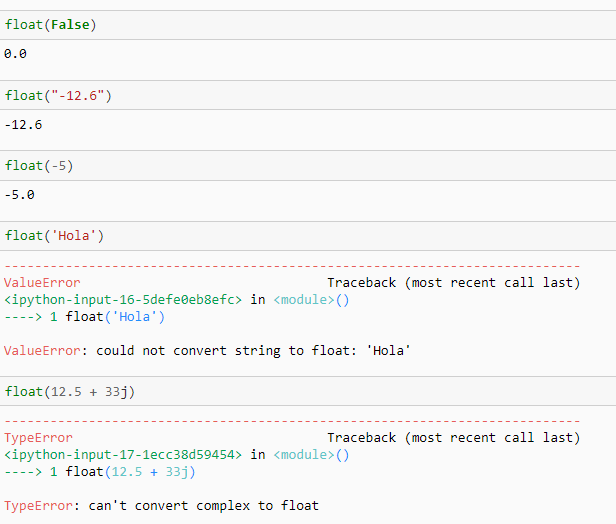 float(False)
0.0
float("-12.6")
-12.6
float(-5)
-5.0
float('Hola')
---------------------------------------------------------------------------
ValueError                                Traceback (most recent call last)
<ipython-input-16-5defe0eb8efc> in <module>()
----> 1 float('Hola')
ValueError: could not convert string to float: 'Hola'
float(12.5 + 33j)
---------------------------------------------------------------------------
TypeError                                 Traceback (most recent call last)
<ipython-input-17-1ecc38d59454> in <module>()
----> 1 float(12.5 + 33j)
TypeError: can't convert complex to float